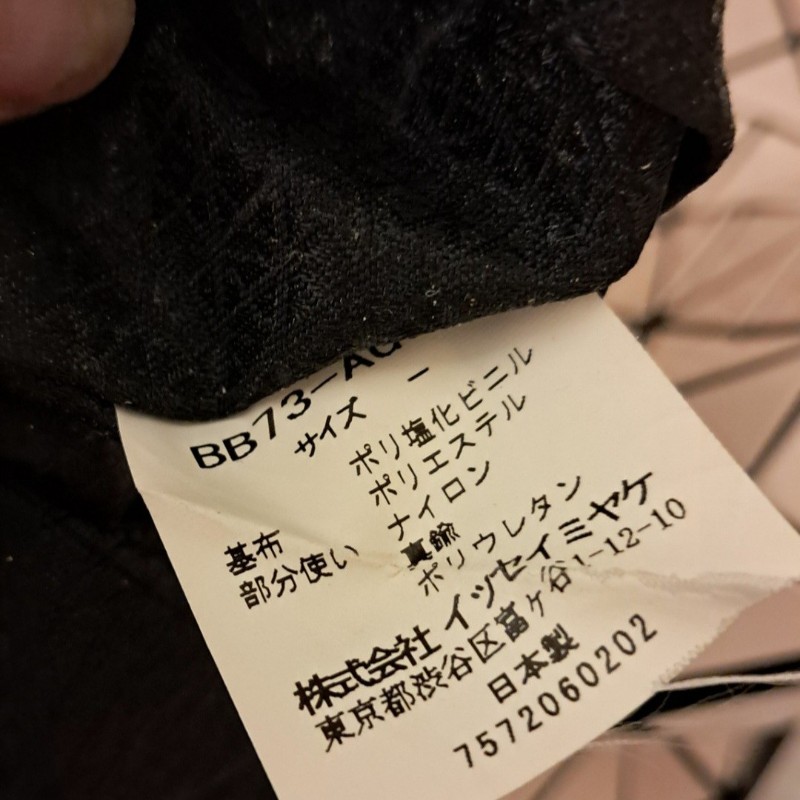 BB73-AG
サイズ －
ポリ塩化ビニル
ポリエステル
基布 ナイロン
部分使い 真鍮
ポリウレタン
株式会社 イッセイミヤケ
東京都渋谷区富ヶ谷1-12-10
日本製
7572060202